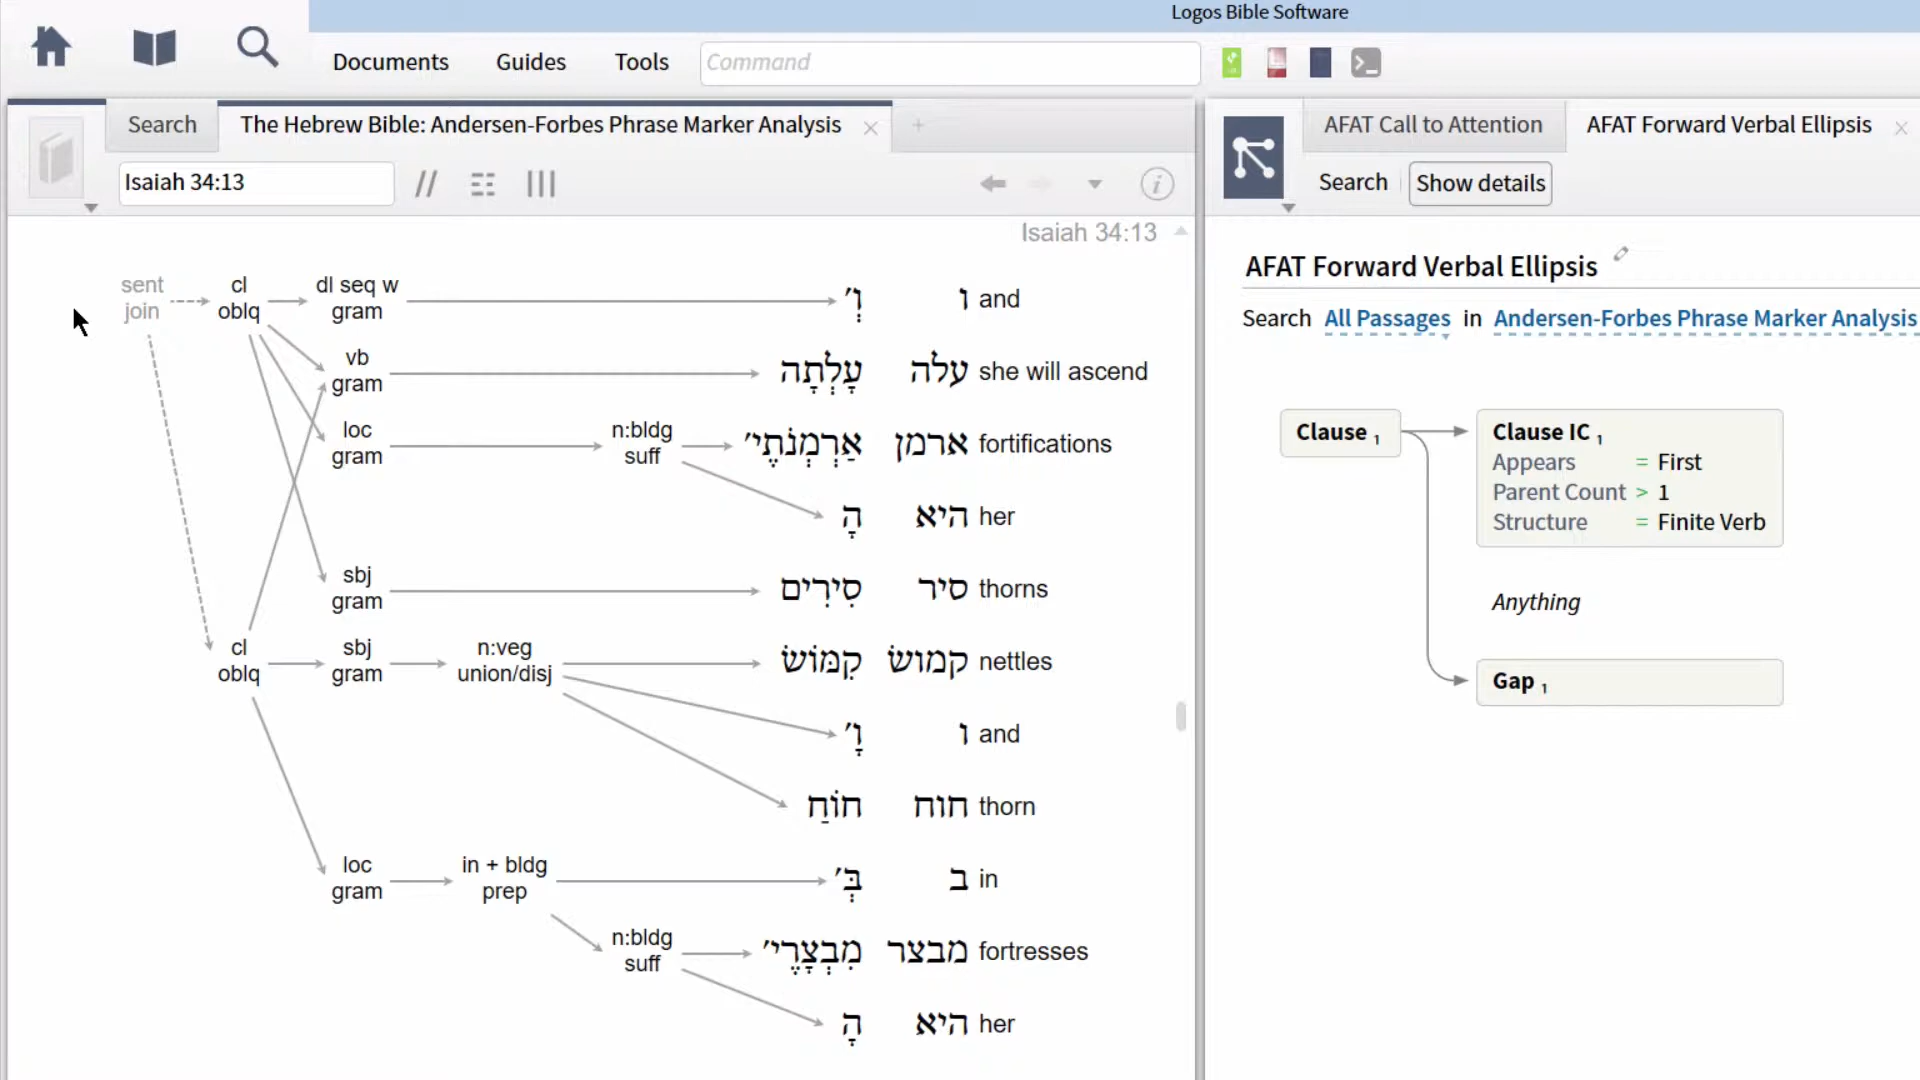 Logos Bible Software
Documents Guides Tools Command
Search The Hebrew Bible: Andersen-Forbes Phrase Marker Analysis
Isaiah 34:13
Isaiah 34:13
sent join
cl oblq
dl seq w gram
וְ׳ ו and
vb gram
עָלְתָה עלה she will ascend
loc gram
n:bldg suff
אַרְמְנֹתֶי׳ ארמן fortifications
הָ היא her
sbj gram
סִירִים סיר thorns
cl oblq
sbj gram
n:veg union/disj
קִמּוֹשׂ קמושׂ nettles
וָ׳ ו and
חוֹחַ חוח thorn
loc gram
in + bldg prep
בְּ׳ ב in
n:bldg suff
מִבְצָרֶי׳ מבצר fortresses
הָ היא her
AFAT Call to Attention AFAT Forward Verbal Ellipsis
Search Show details
AFAT Forward Verbal Ellipsis
Search All Passages in Andersen-Forbes Phrase Marker Analysis
Clause 1
Clause IC 1
Appears = First
Parent Count > 1
Structure = Finite Verb
Anything
Gap 1